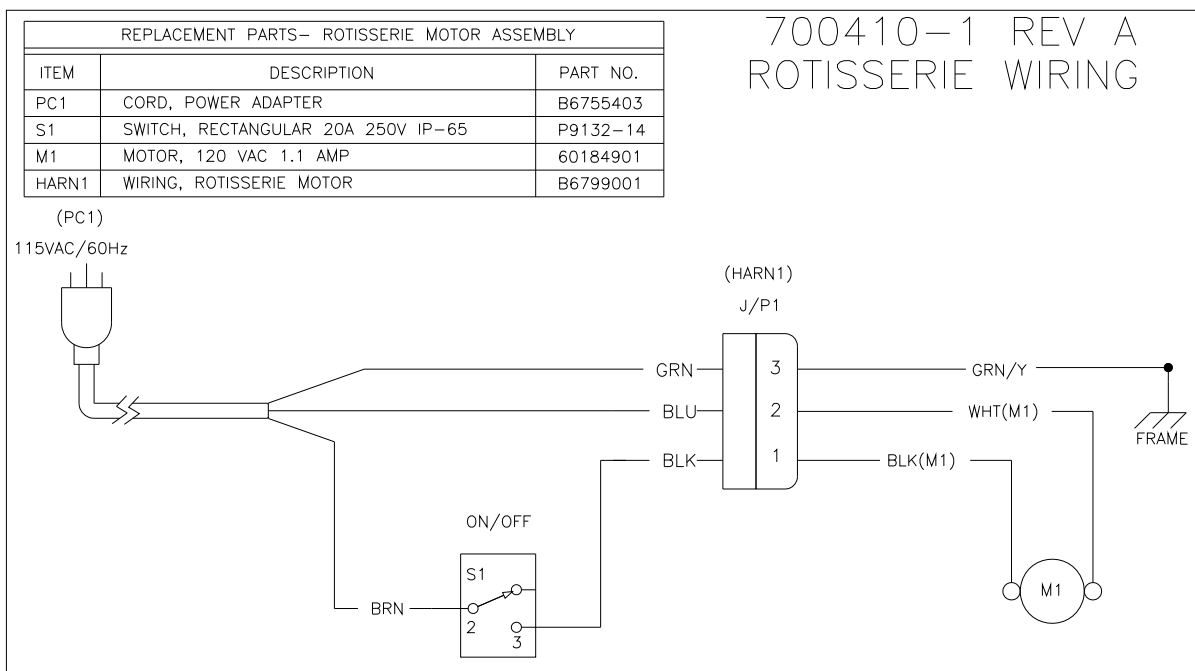 700410-1 REV A
ROTISSERIE WIRING
REPLACEMENT PARTS- ROTISSERIE MOTOR ASSEMBLY
ITEM DESCRIPTION PART NO.
PC1 CORD, POWER ADAPTER B6755403
S1 SWITCH, RECTANGULAR 20A 250V IP-65 P9132-14
M1 MOTOR, 120 VAC 1.1 AMP 60184901
HARN1 WIRING, ROTISSERIE MOTOR B6799001
(PC1)
115VAC/60Hz
(HARN1)
J/P1
GRN 3 GRN/Y
BLU 2 WHT(M1)
FRAME
BLK 1 BLK(M1)
ON/OFF
S1
M1
BRN
2
3